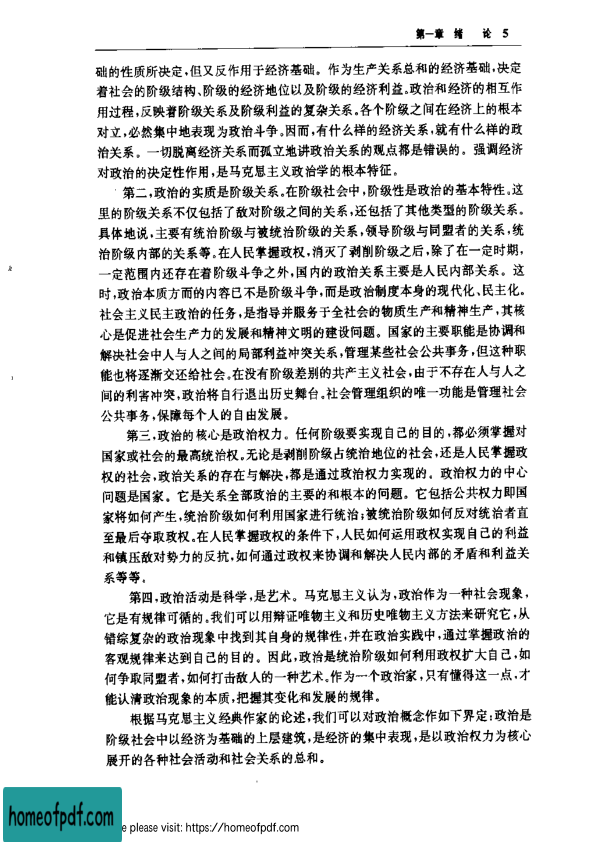 第一章 绪 论 5
础的性质所决定,但又反作用于经济基础。作为生产关系总和的经济基础,决定
着社会的阶级结构、阶级的经济地位以及阶级的经济利益。政治和经济的相互作
用过程,反映着阶级关系及阶级利益的复杂关系。各个阶级之间在经济上的根本
对立,必然集中地表现为政治斗争。因而,有什么样的经济关系,就有什么样的政
治关系。一切脱离经济关系而孤立地讲政治关系的观点都是错误的。强调经济
对政治的决定性作用,是马克思主义政治学的根本特征。
第二,政治的实质是阶级关系。在阶级社会中,阶级性是政治的基本特性。这
里的阶级关系不仅包括了敌对阶级之间的关系,还包括了其他类型的阶级关系。
具体地说,主要有统治阶级与被统治阶级的关系,领导阶级与同盟者的关系,统
治阶级内部的关系等。在人民掌握政权,消灭了剥削阶级之后,除了在一定时期,
一定范围内还存在着阶级斗争之外,国内的政治关系主要是人民内部关系。这
时,政治本质方而的内容已不是阶级斗争,而是政治制度本身的现代化、民主化。
社会主义民主政治的任务,是指导并服务于全社会的物质生产和精神生产,其核
心是促进社会生产力的发展和精神文明的建设问题。国家的主要职能是协调和
解决社会中人与人之间的局部利益冲突关系,管理某些社会公共事务,但这种职
能也将逐渐交还给社会。在没有阶级差别的共产主义社会,由于不存在人与人之
间的利害冲突,政治将自行退出历史舞台。社会管理组织的唯一功能是管理社会
公共事务,保障每个人的自由发展。
第三,政治的核心是政治权力。任何阶级要实现自己的目的,都必须掌握对
国家或社会的最高统治权。无论是剥削阶级占统治地位的社会,还是人民掌握政
权的社会,政治关系的存在与解决,都是通过政治权力实现的。政治权力的中心
问题是国家。它是关系全部政治的主要的和根本的问题。它包括公共权力即国
家将如何产生,统治阶级如何利用国家进行统治;被统治阶级如何反对统治者直
至最后夺取政权。在人民掌握政权的条件下,人民如何运用政权实现自己的利益
和镇压敌对势力的反抗,如何通过政权来协调和解决人民内部的矛盾和利益关
系等等。
第四,政治活动是科学,是艺术。马克思主义认为,政治作为一种社会现象,
它是有规律可循的。我们可以用辩证唯物主义和历史唯物主义方法来研究它,从
错综复杂的政治现象中找到其自身的规律性,并在政治实践中,通过掌握政治的
客观规律来达到自己的目的。因此,政治是统治阶级如何利用政权扩大自己,如
何争取同盟者,如何打击敌人的一种艺术。作为一个政治家,只有懂得这一点,才
能认清政治现象的本质,把握其变化和发展的规律。
根据马克思主义经典作家的论述,我们可以对政治概念作如下界定:政治是
阶级社会中以经济为基础的上层建筑,是经济的集中表现,是以政治权力为核心
展开的各种社会活动和社会关系的总和。
homeofpdf.com
e please visit: https://homeofpdf.com